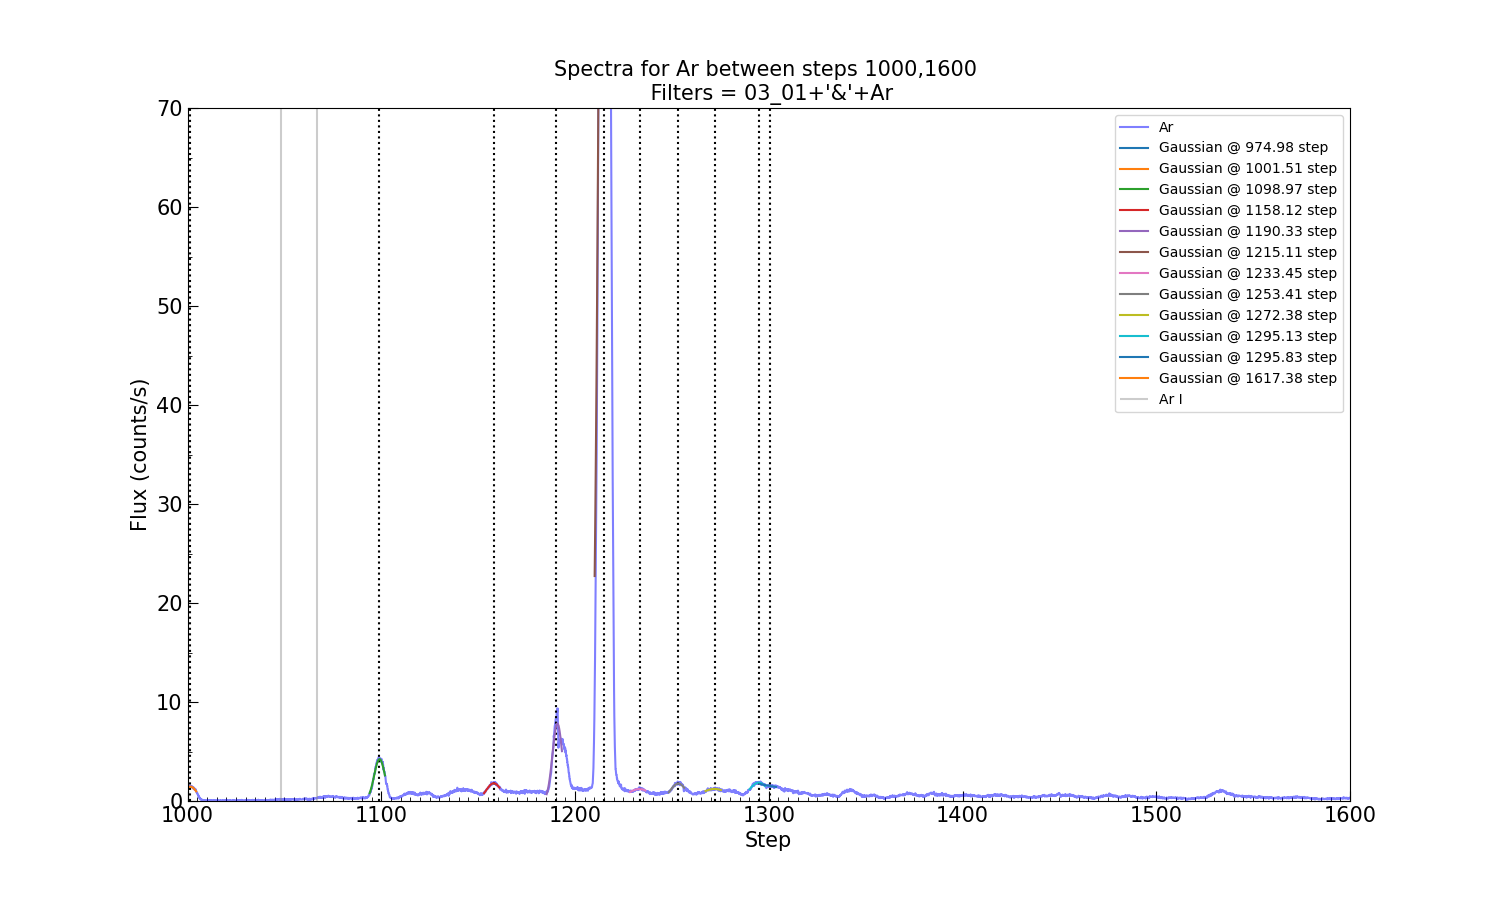 Spectra for Ar between steps 1000,1600
Filters = 03_01+'&'+Ar
Flux (counts/s)
70
60
50
40
30
20
10
0
1000 1100 1200 1300 1400 1500 1600
Step
Ar
Gaussian @ 974.98 step
Gaussian @ 1001.51 step
Gaussian @ 1098.97 step
Gaussian @ 1158.12 step
Gaussian @ 1190.33 step
Gaussian @ 1215.11 step
Gaussian @ 1233.45 step
Gaussian @ 1253.41 step
Gaussian @ 1272.38 step
Gaussian @ 1295.13 step
Gaussian @ 1295.83 step
Gaussian @ 1617.38 step
Ar I